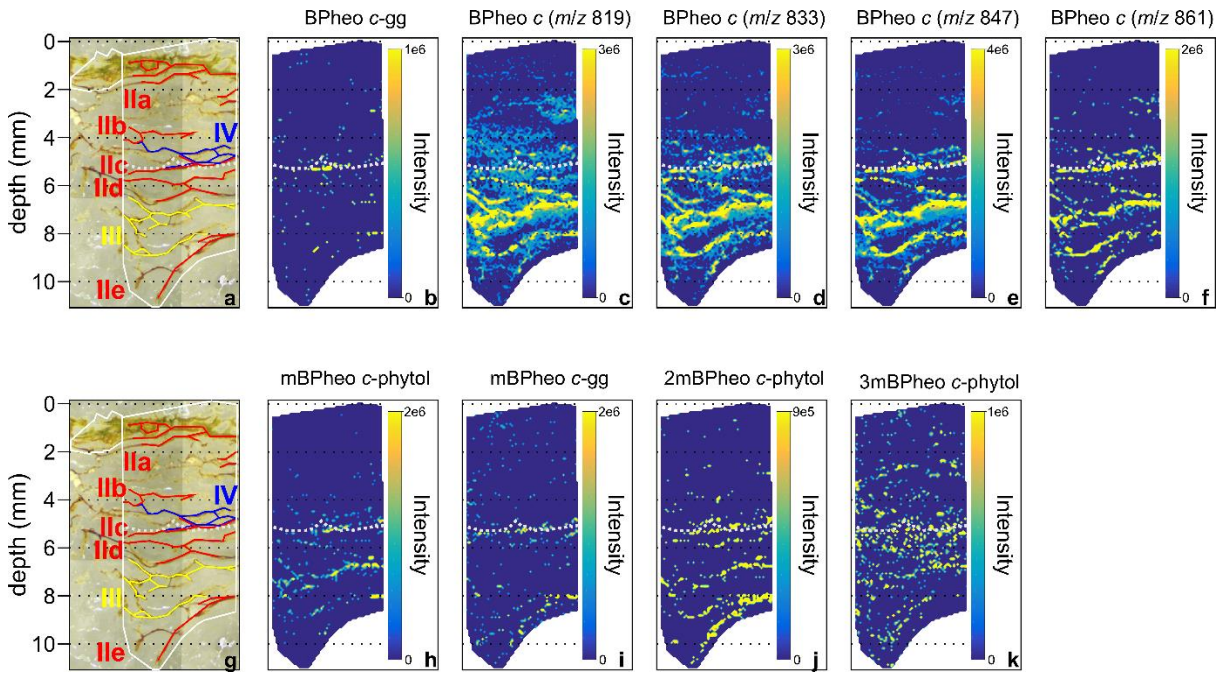 BPheo c-gg
BPheo c (m/z 819)
BPheo c (m/z 833)
BPheo c (m/z 847)
BPheo c (m/z 861)
depth (mm)
0
2
4
6
8
10
IIa
IIb
IV
IIc
IId
III
IIe
a
1e6
Intensity
0
b
3e6
Intensity
0
c
3e6
Intensity
0
d
4e6
Intensity
0
e
2e6
Intensity
0
f
mBPheo c-phytol
mBPheo c-gg
2mBPheo c-phytol
3mBPheo c-phytol
depth (mm)
0
2
4
6
8
10
IIa
IIb
IV
IIc
IId
III
IIe
g
2e6
Intensity
0
h
2e6
Intensity
0
i
9e5
Intensity
0
j
1e6
Intensity
0
k